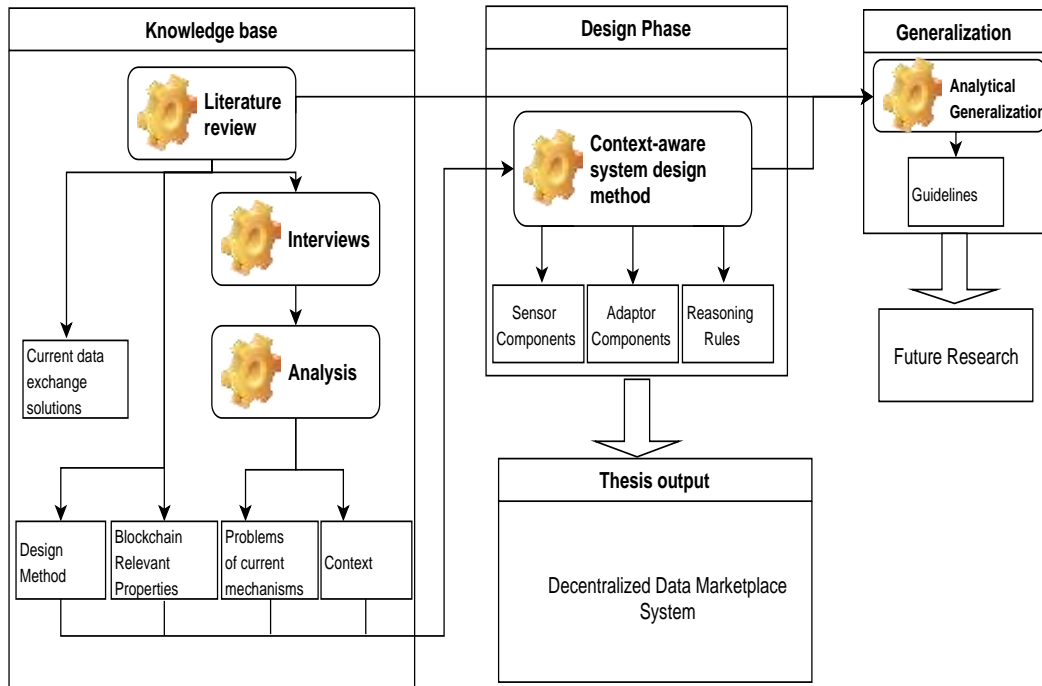 Knowledge base
Literature
review
Interviews
Analysis
Current data
exchange
solutions
Design
Method
Blockchain
Relevant
Properties
Problems
of current
mechanisms
Context
Design Phase
Context-aware
system design
method
Sensor
Components
Adaptor
Components
Reasoning
Rules
Thesis output
Decentralized Data Marketplace
System
Generalization
Analytical
Generalization
Guidelines
Future Research